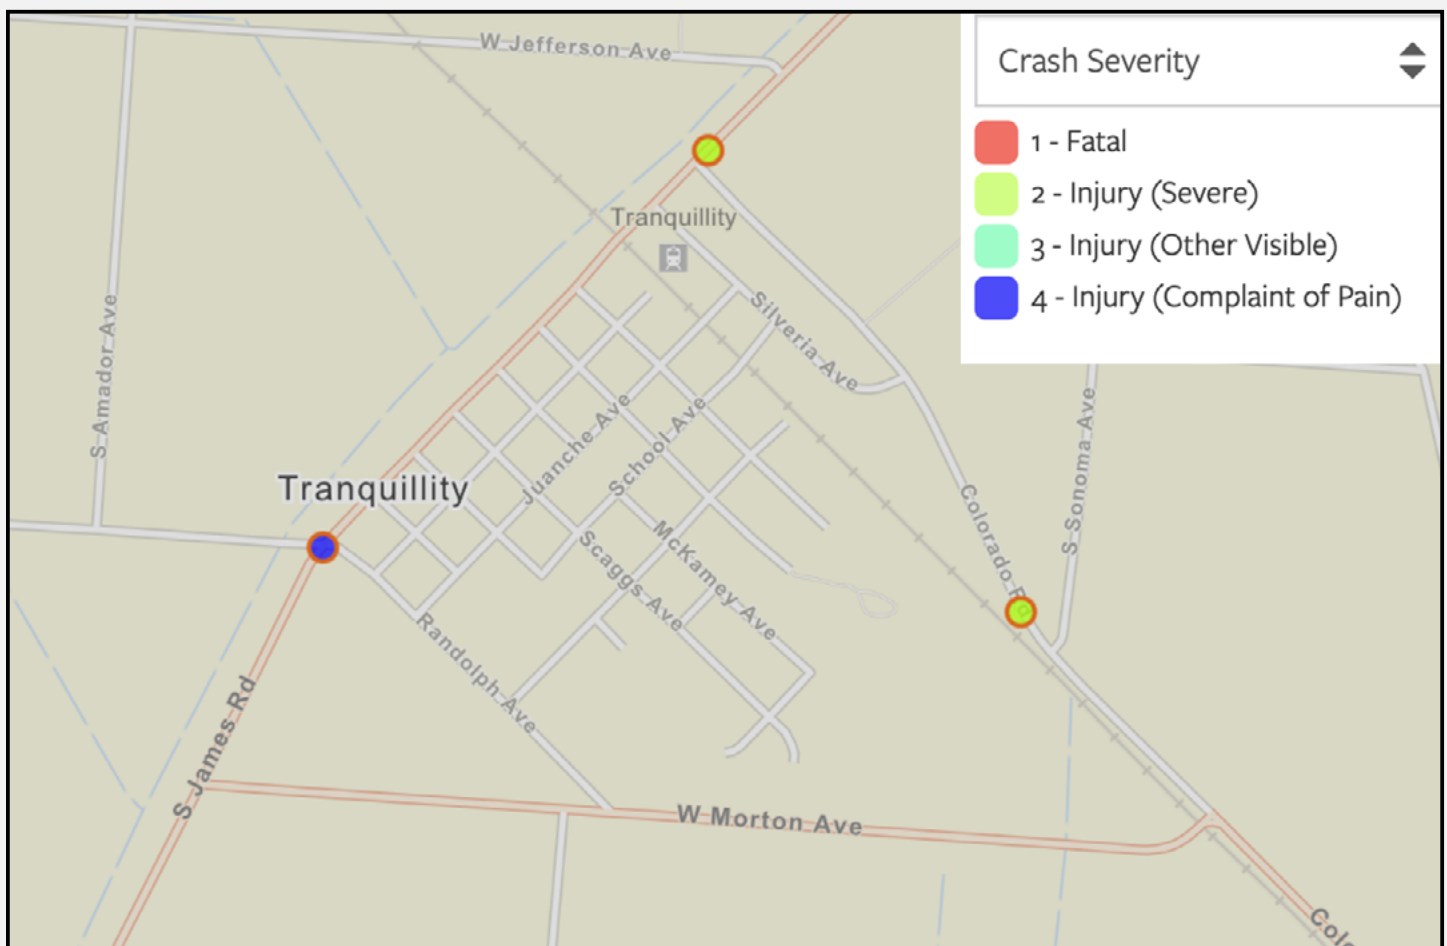 W Jefferson Ave
Crash Severity
1 - Fatal
2 - Injury (Severe)
3 - Injury (Other Visible)
4 - Injury (Complaint of Pain)
Tranquillity
Silveria Ave
S Amador Ave
Juanche Ave
School Ave
S Sonoma Ave
Tranquillity
Colorado Rd
McKamey Ave
Scaggs Ave
Randolph Ave
S James Rd
W Morton Ave
Colo